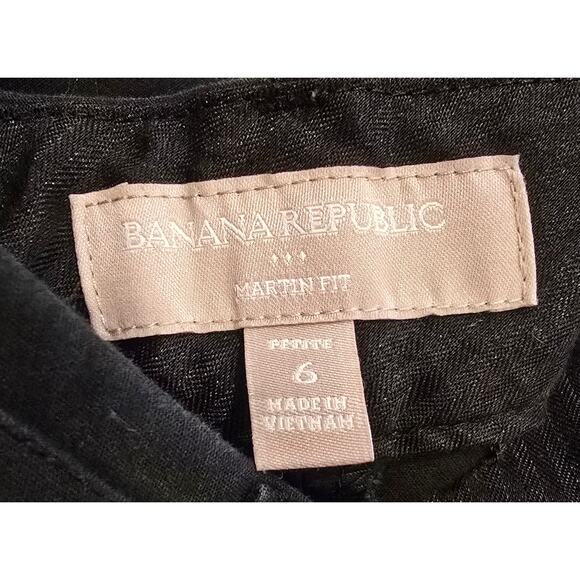 BANANA REPUBLIC
MARTIN FIT
PETITE
6
MADE IN
VIETNAM